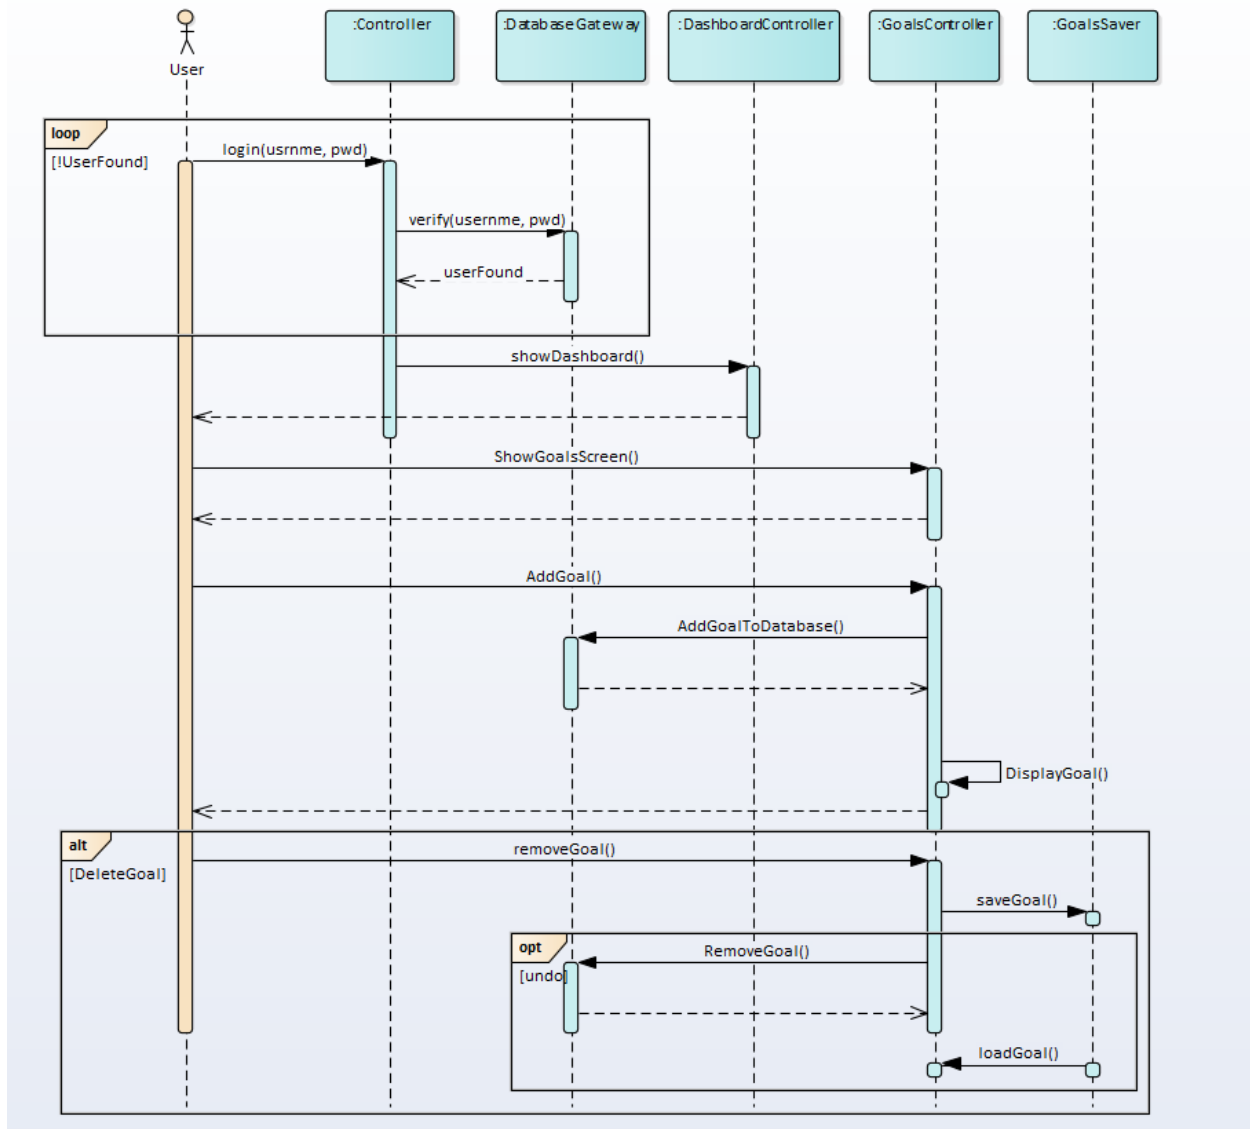 :Controller
:DatabaseGateway
:DashboardController
:GoalsController
:GoalsSaver
User
loop
[!UserFound]
login(usrnme, pwd)
verify(usernme, pwd)
userFound
showDashboard()
ShowGoalsScreen()
AddGoal()
AddGoalToDatabase()
DisplayGoal()
alt
[DeleteGoal]
removeGoal()
saveGoal()
opt
[undo]
RemoveGoal()
loadGoal()